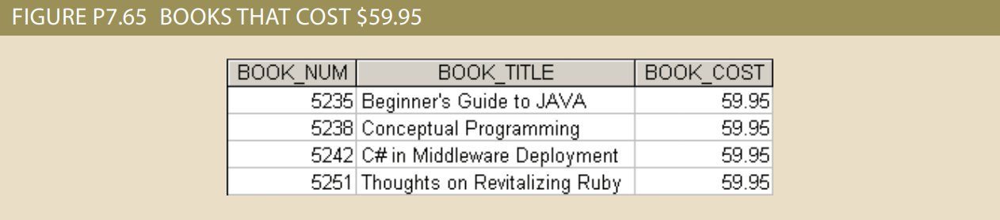 FIGURE P7.65 BOOKS THAT COST $59.95
BOOK_NUM BOOK_TITLE BOOK_COST
5235 Beginner's Guide to JAVA 59.95
5238 Conceptual Programming 59.95
5242 C# in Middleware Deployment 59.95
5251 Thoughts on Revitalizing Ruby 59.95